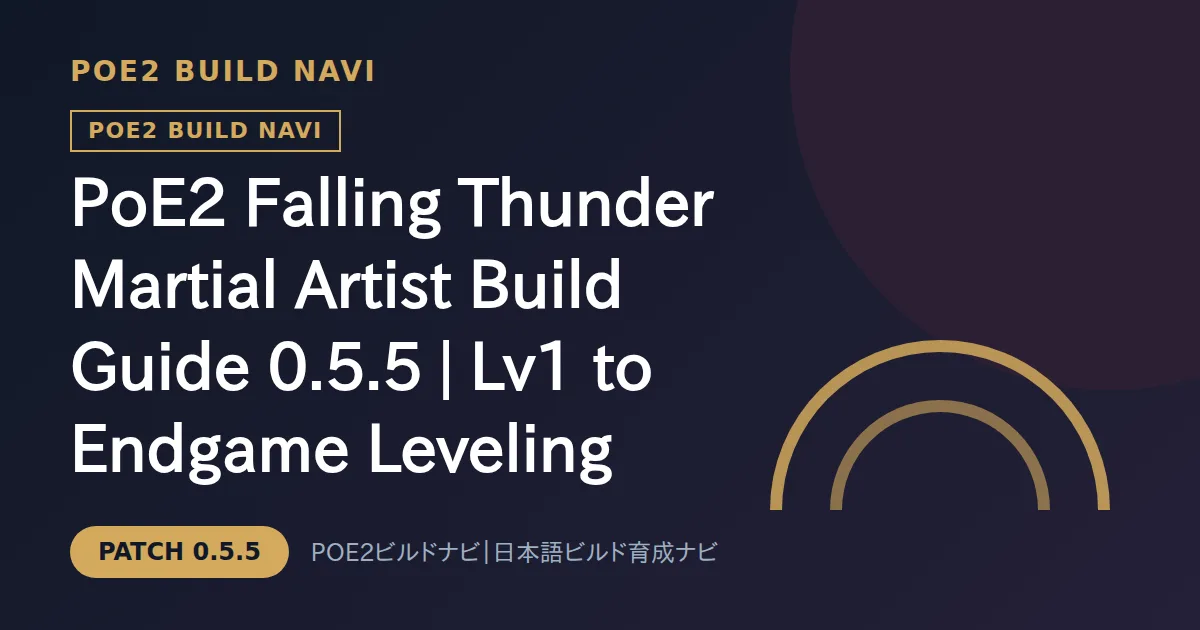 POE2 BUILD NAVI
POE2 BUILD NAVI
PoE2 Falling Thunder
Martial Artist Build
Guide 0.5.5 | Lv1 to
Endgame Leveling
PATCH 0.5.5
POE2ビルドナビ|日本語ビルド育成ナビ